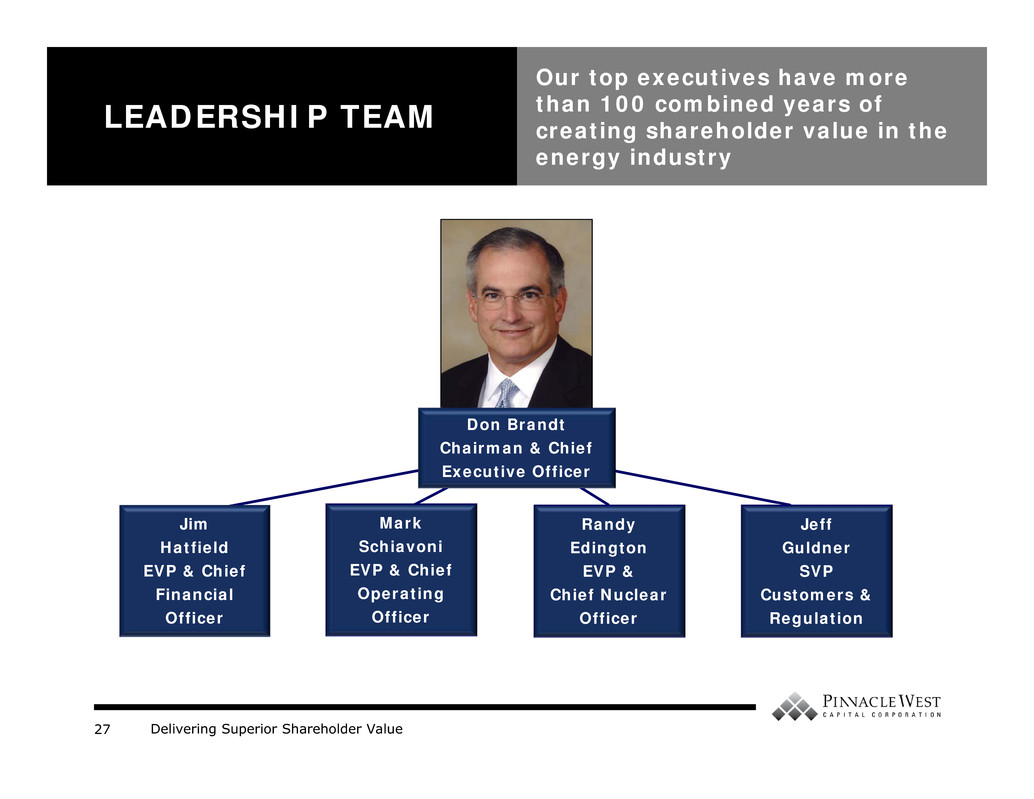 LEADERSHIP TEAM
Our top executives have more
than 100 combined years of
creating shareholder value in the
energy industry
Don Brandt
Chairman & Chief
Executive Officer
Jim
Hatfield
EVP & Chief
Financial
Officer
Mark
Schiavoni
EVP & Chief
Operating
Officer
Randy
Edington
EVP &
Chief Nuclear
Officer
Jeff
Guldner
SVP
Customers &
Regulation
PINNACLE WEST
CAPITAL CORPORATION
27 Delivering Superior Shareholder Value